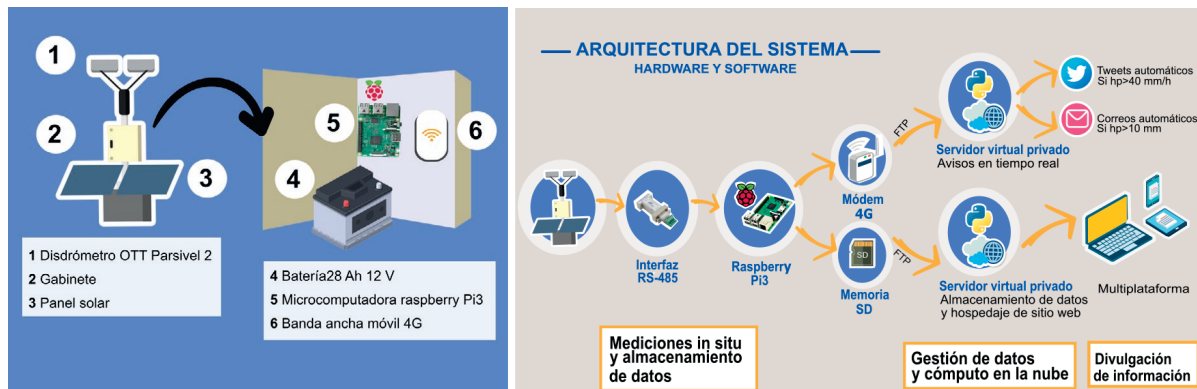 1
2
3
4
5
6
1 Disdrómetro OTT Parsivel 2
2 Gabinete
3 Panel solar
4 Batería28 Ah 12 V
5 Microcomputadora raspberry Pi3
6 Banda ancha móvil 4G
ARQUITECTURA DEL SISTEMA
HARDWARE Y SOFTWARE
Interfaz
RS-485
Raspberry
Pi3
Módem
4G
SD
Memoria
SD
FTP
FTP
Servidor virtual privado
Avisos en tiempo real
Tweets automáticos
Si hp>40 mm/h
Correos automáticos
Si hp>10 mm
Servidor virtual privado
Almacenamiento de datos
y hospedaje de sitio web
Multiplataforma
Mediciones in situ
y almacenamiento
de datos
Gestión de datos
y cómputo en la nube
Divulgación
de información